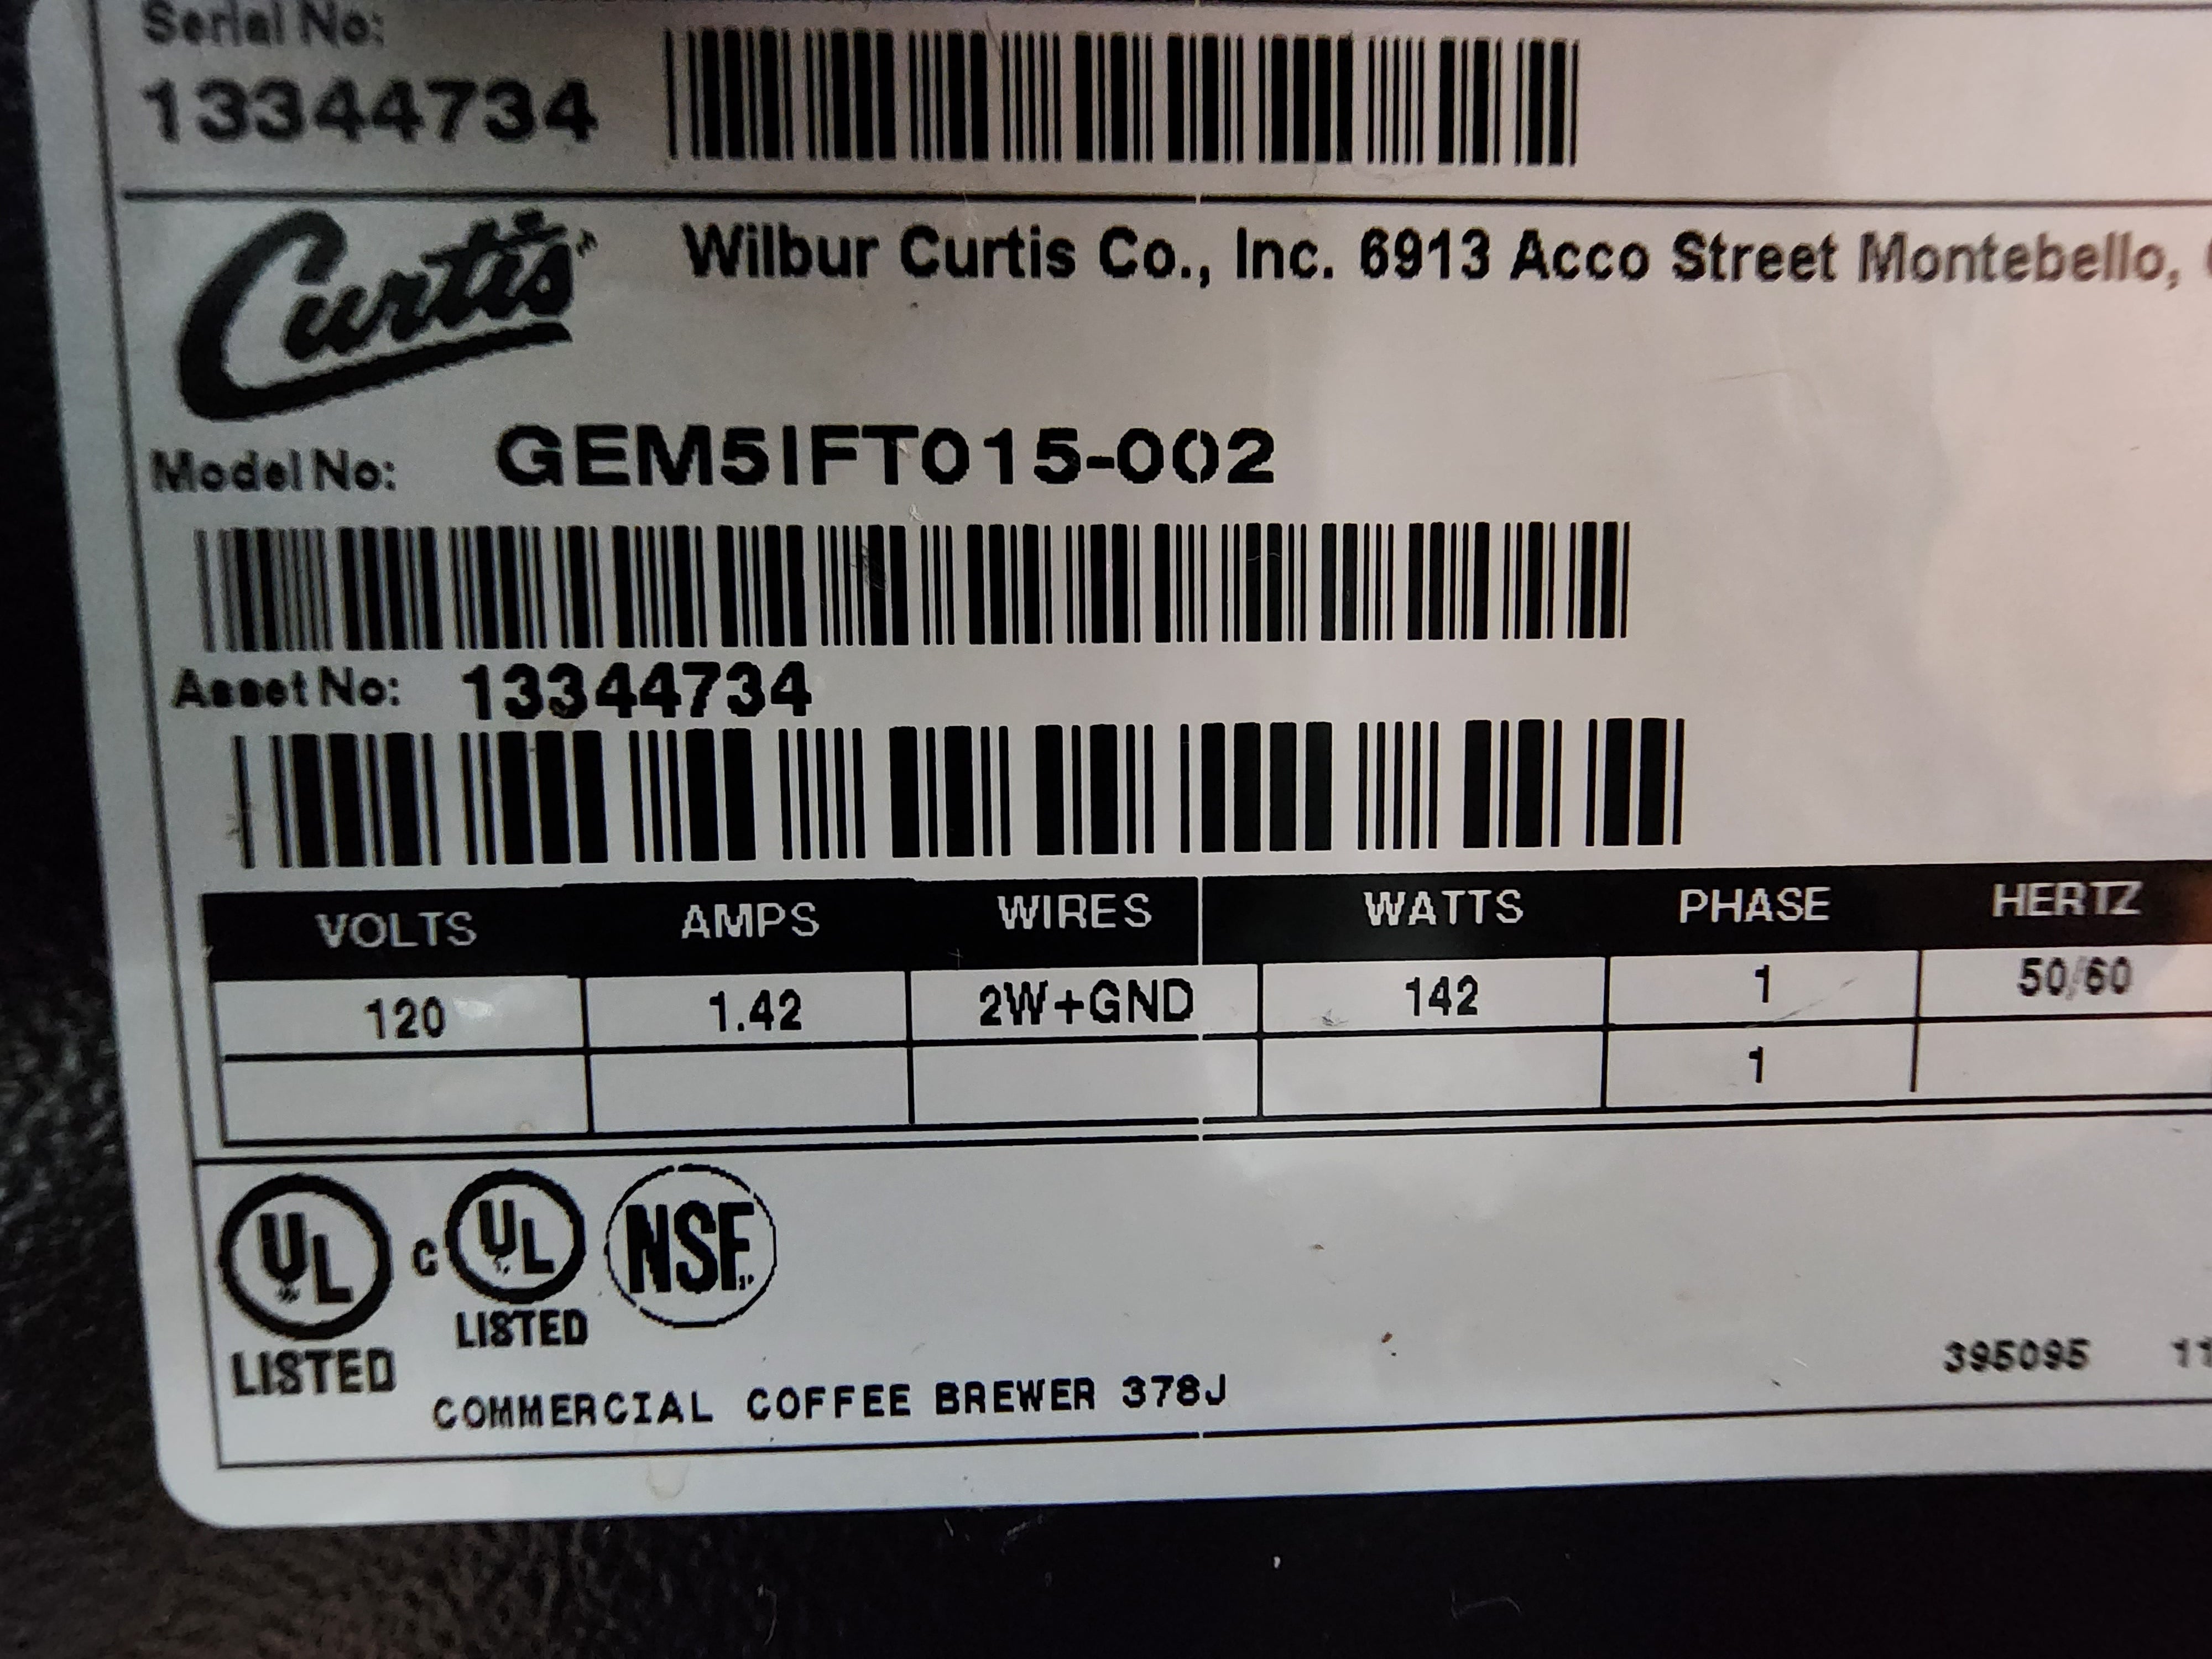 Serial No:
13344734
Curtis
Wilbur Curtis Co., Inc. 6913 Acco Street Montebello,
Model No: GEM5IFT015-002
Asset No: 13344734
VOLTS AMPS WIRES WATTS PHASE HERTZ
120 1.42 2W+GND 142 1 50/60
1
UL C UL NSF
LISTED LISTED
COMMERCIAL COFFEE BREWER 378J
395095 11